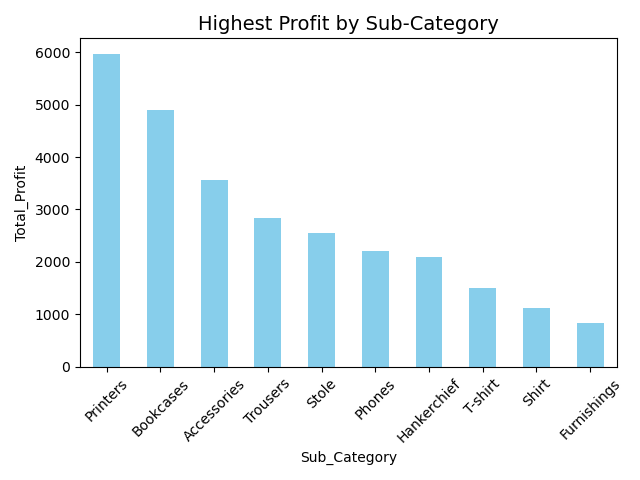 Highest Profit by Sub-Category
Total_Profit
6000
5000
4000
3000
2000
1000
0
Printers
Bookcases
Accessories
Trousers
Stole
Phones
Hankerchief
T-shirt
Shirt
Furnishings
Sub_Category